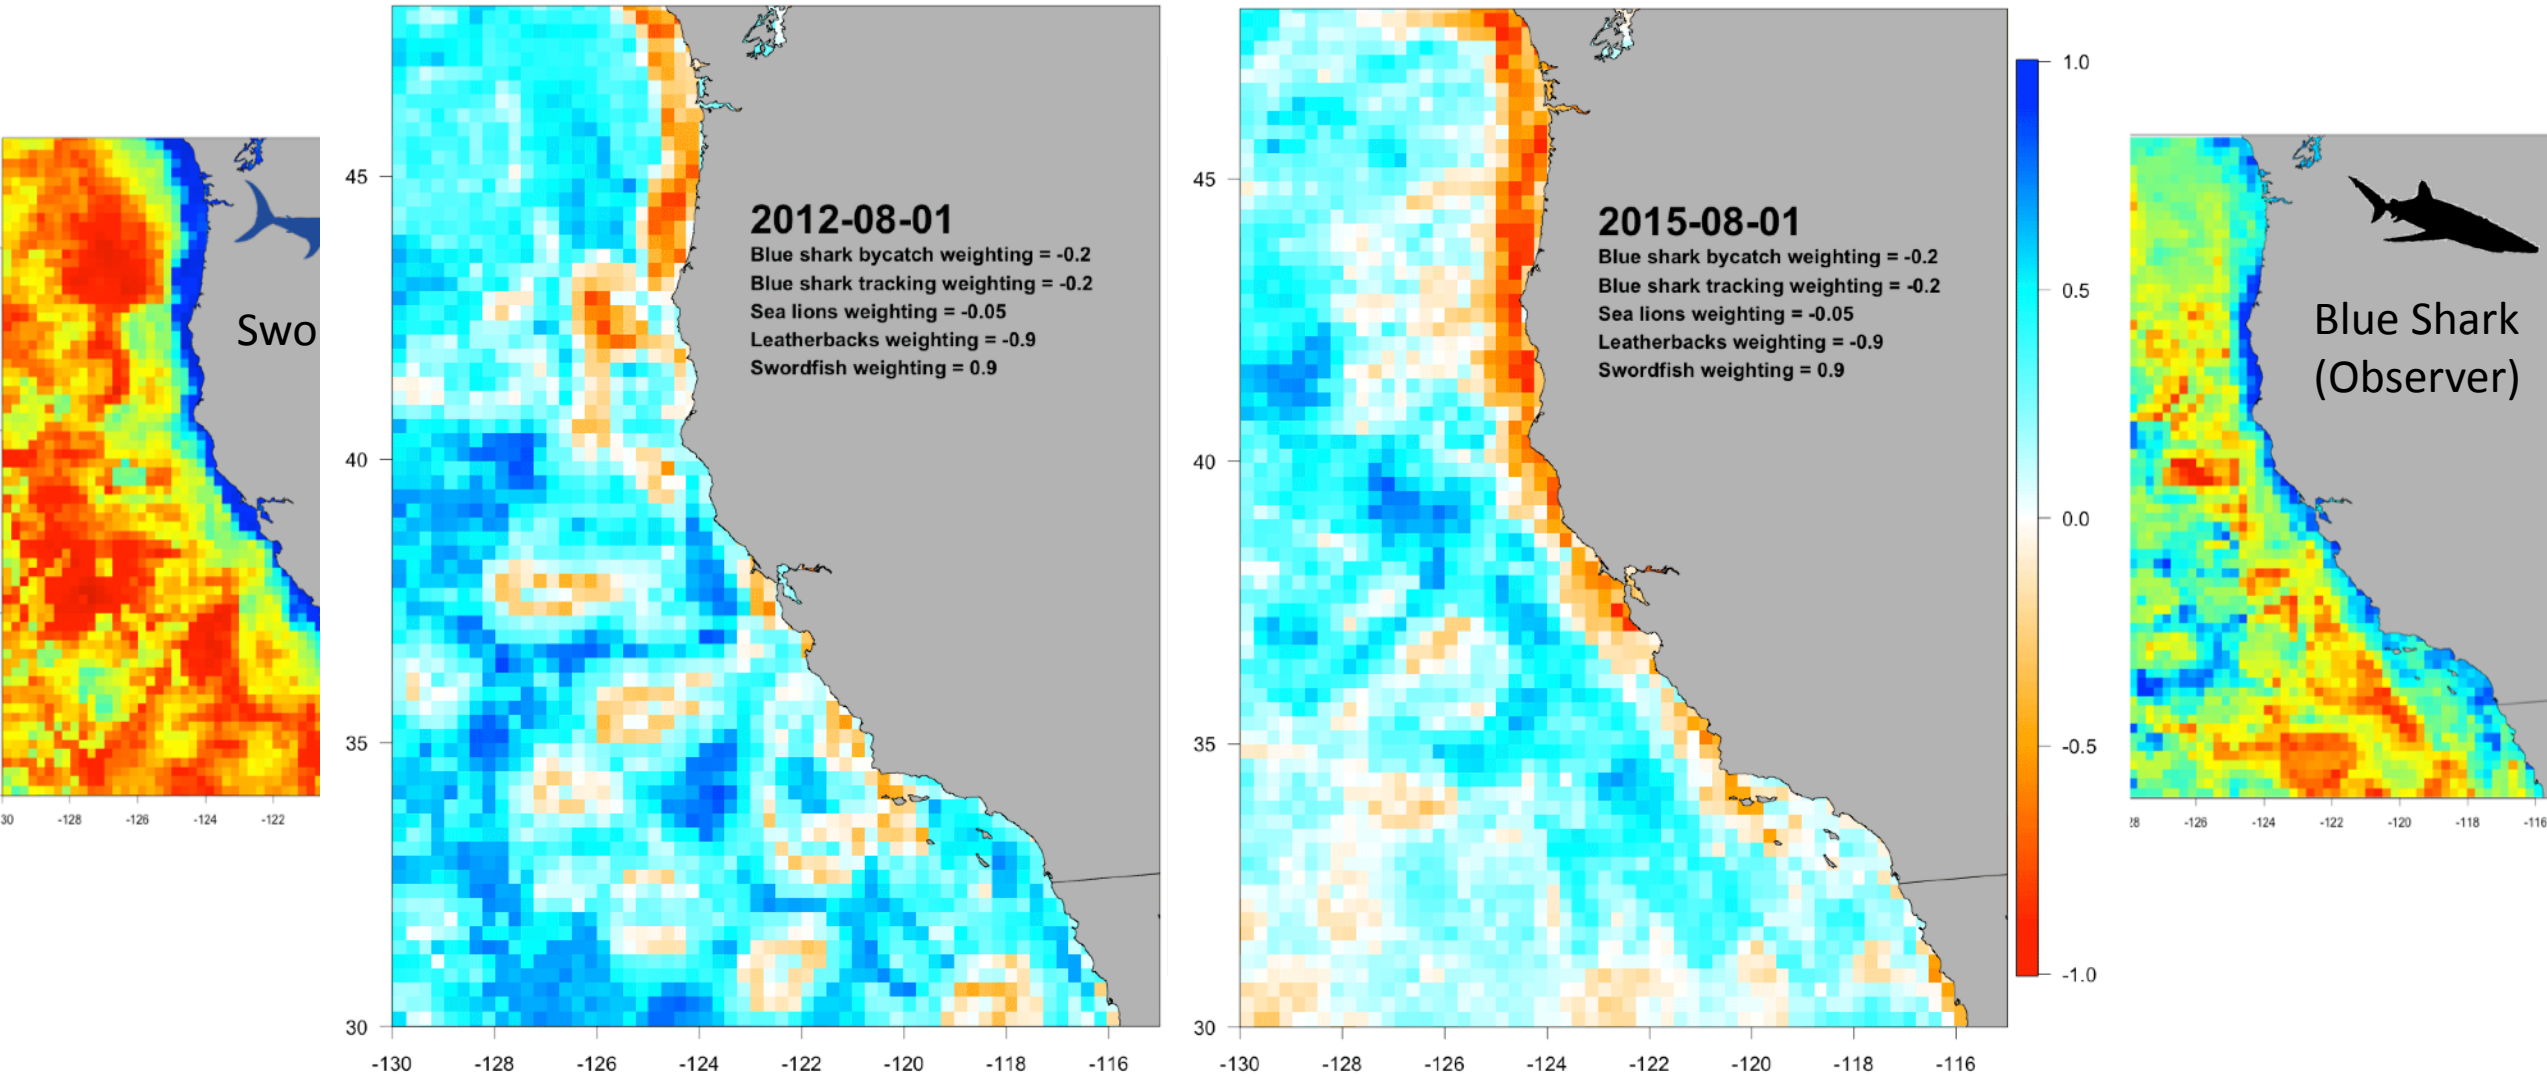 2012-08-01
Blue shark bycatch weighting = -0.2
Blue shark tracking weighting = -0.2
Sea lions weighting = -0.05
Leatherbacks weighting = -0.9
Swordfish weighting = 0.9
2015-08-01
Blue shark bycatch weighting = -0.2
Blue shark tracking weighting = -0.2
Sea lions weighting = -0.05
Leatherbacks weighting = -0.9
Swordfish weighting = 0.9
Swo
Blue Shark
(Observer)
45
40
35
30
45
40
35
30
1.0
0.5
0.0
-0.5
-1.0
30 -128 -126 -124 -122
-130 -128 -126 -124 -122 -120 -118 -116
-130 -128 -126 -124 -122 -120 -118 -116
28 -126 -124 -122 -120 -118 -116